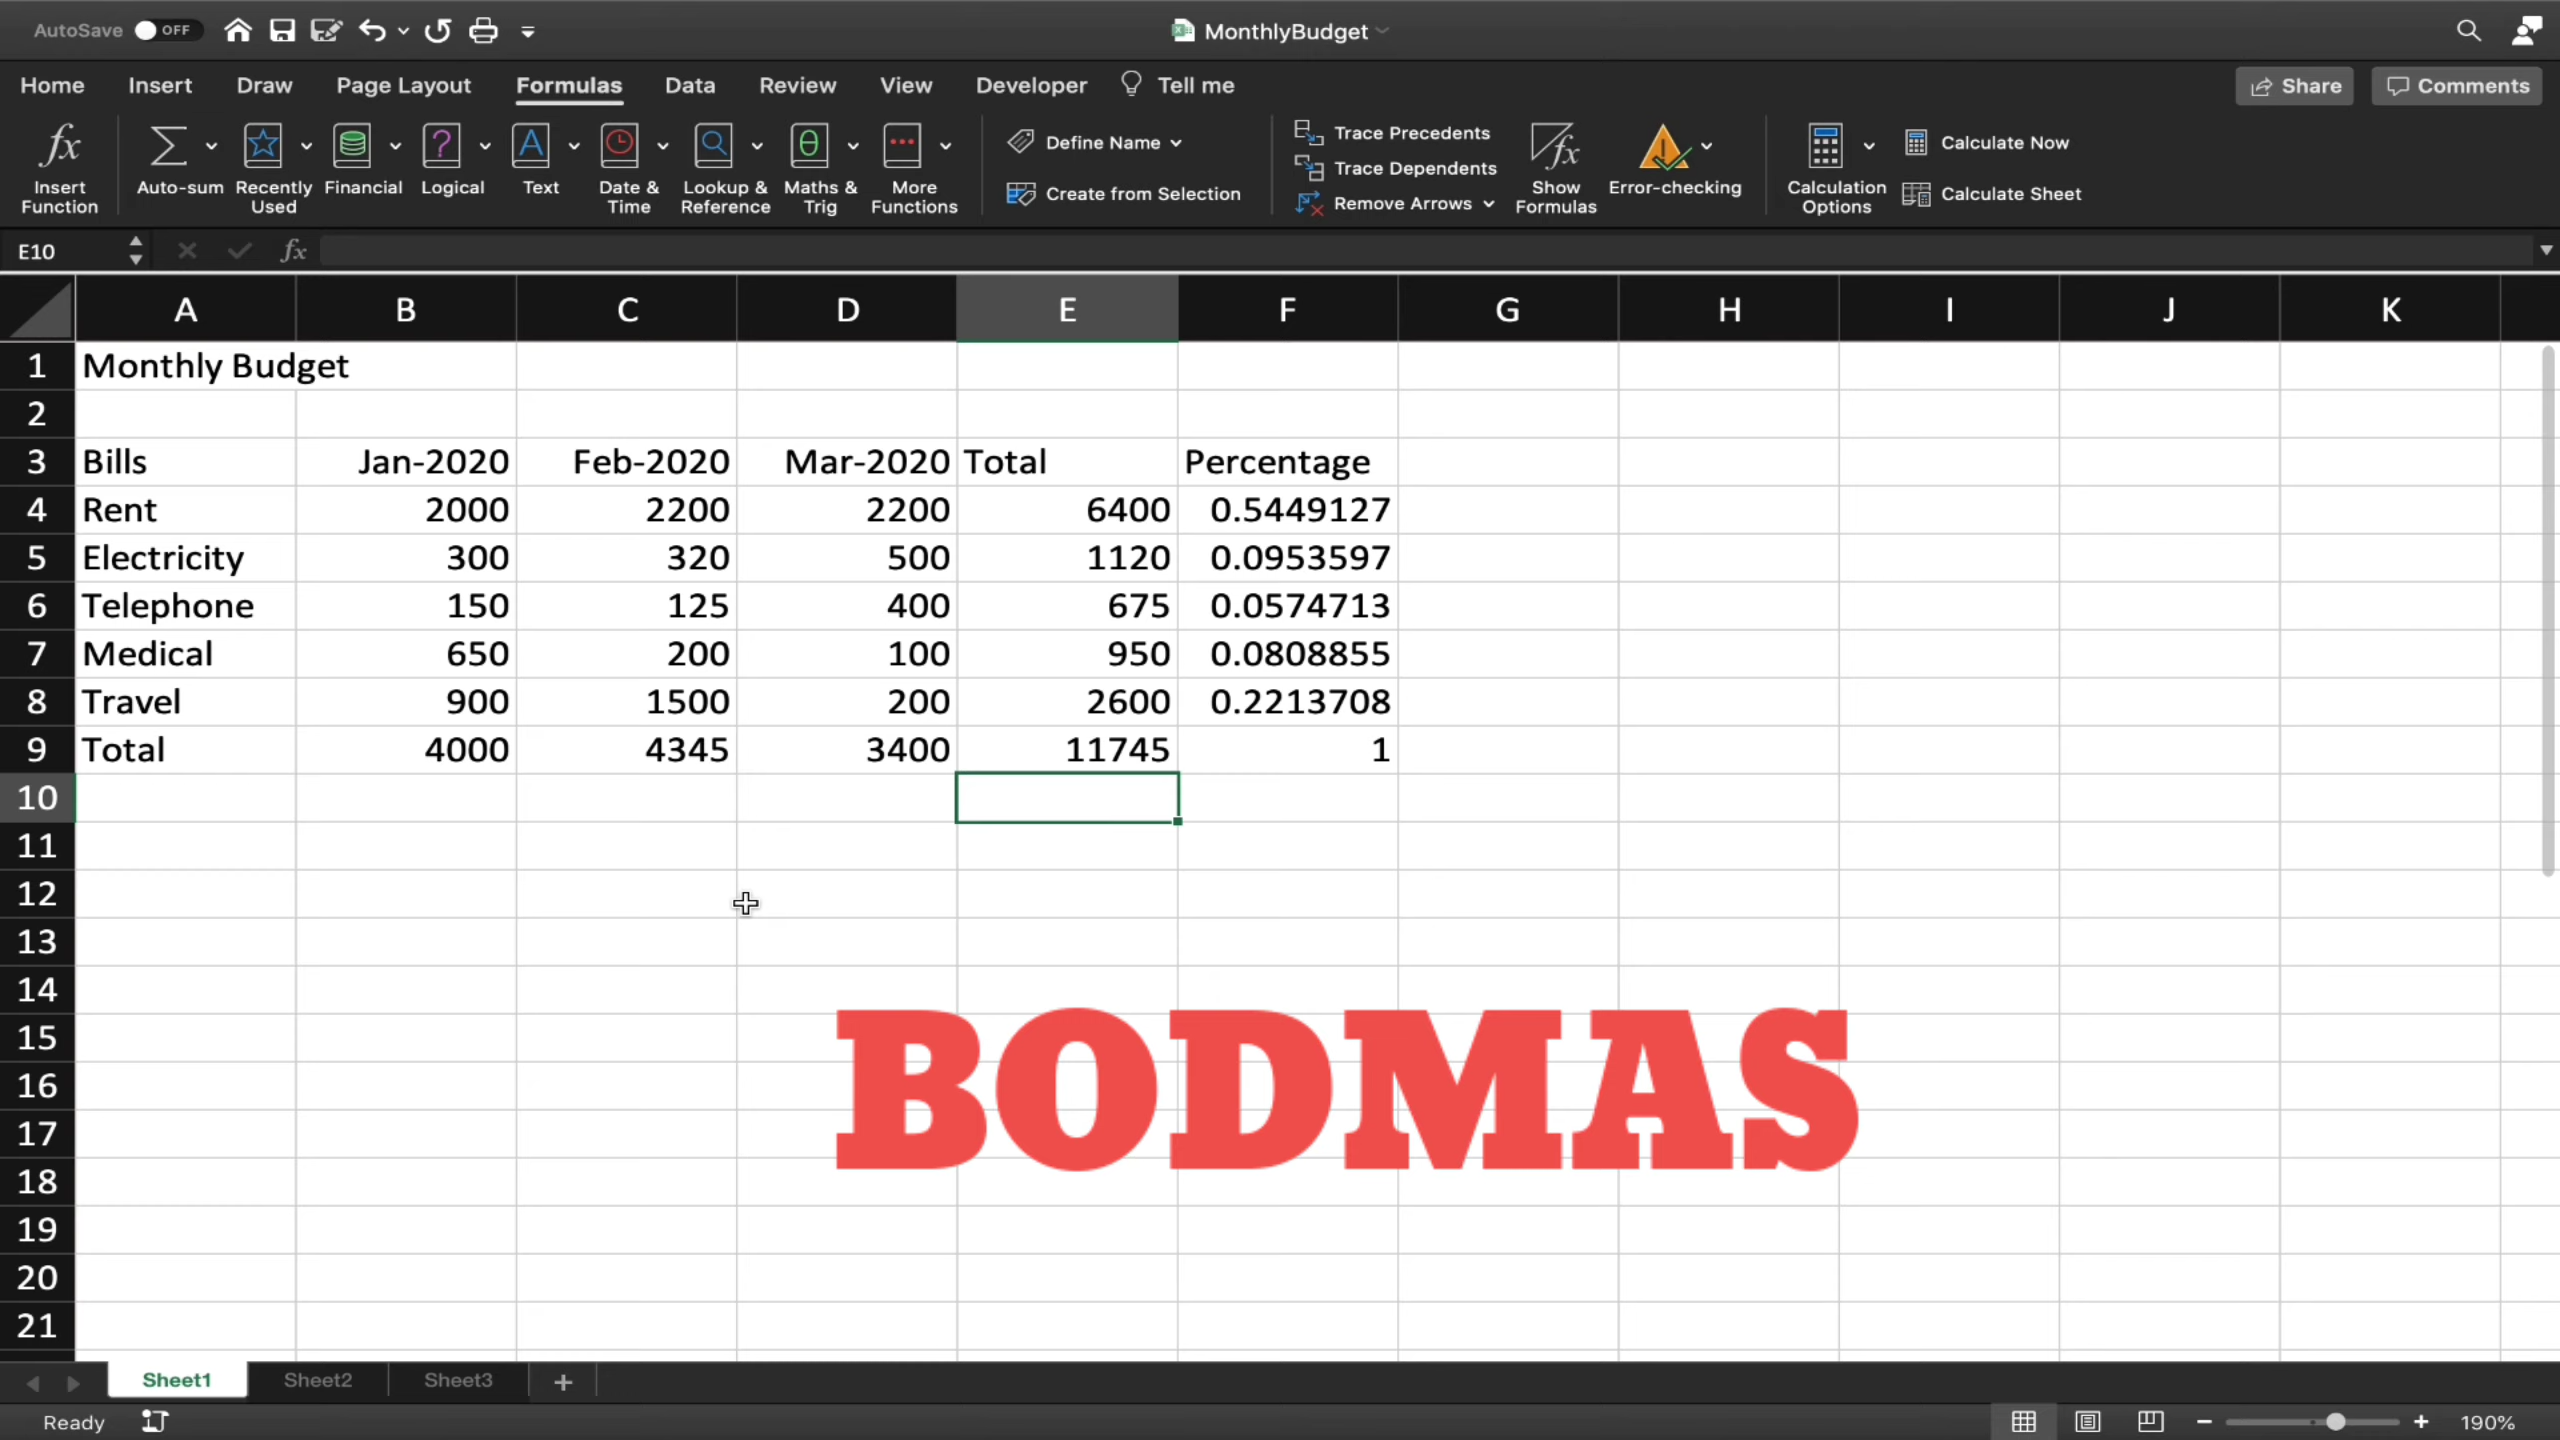 AutoSave OFF MonthlyBudget
Home Insert Draw Page Layout Formulas Data Review View Developer Tell me Share Comments
Insert Function Auto-sum Recently Used Financial Logical Text Date & Time Lookup & Reference Maths & Trig More Functions Define Name Create from Selection Trace Precedents Trace Dependents Remove Arrows Show Formulas Error-checking Calculation Options Calculate Now Calculate Sheet
E10 fx
A B C D E F G H I J K
1 Monthly Budget
2
3 Bills Jan-2020 Feb-2020 Mar-2020 Total Percentage
4 Rent 2000 2200 2200 6400 0.5449127
5 Electricity 300 320 500 1120 0.0953597
6 Telephone 150 125 400 675 0.0574713
7 Medical 650 200 100 950 0.0808855
8 Travel 900 1500 200 2600 0.2213708
9 Total 4000 4345 3400 11745 1
10
11
12
13
14
15
BODMAS
16
17
18
19
20
21
Sheet1 Sheet2 Sheet3 +
Ready 190%